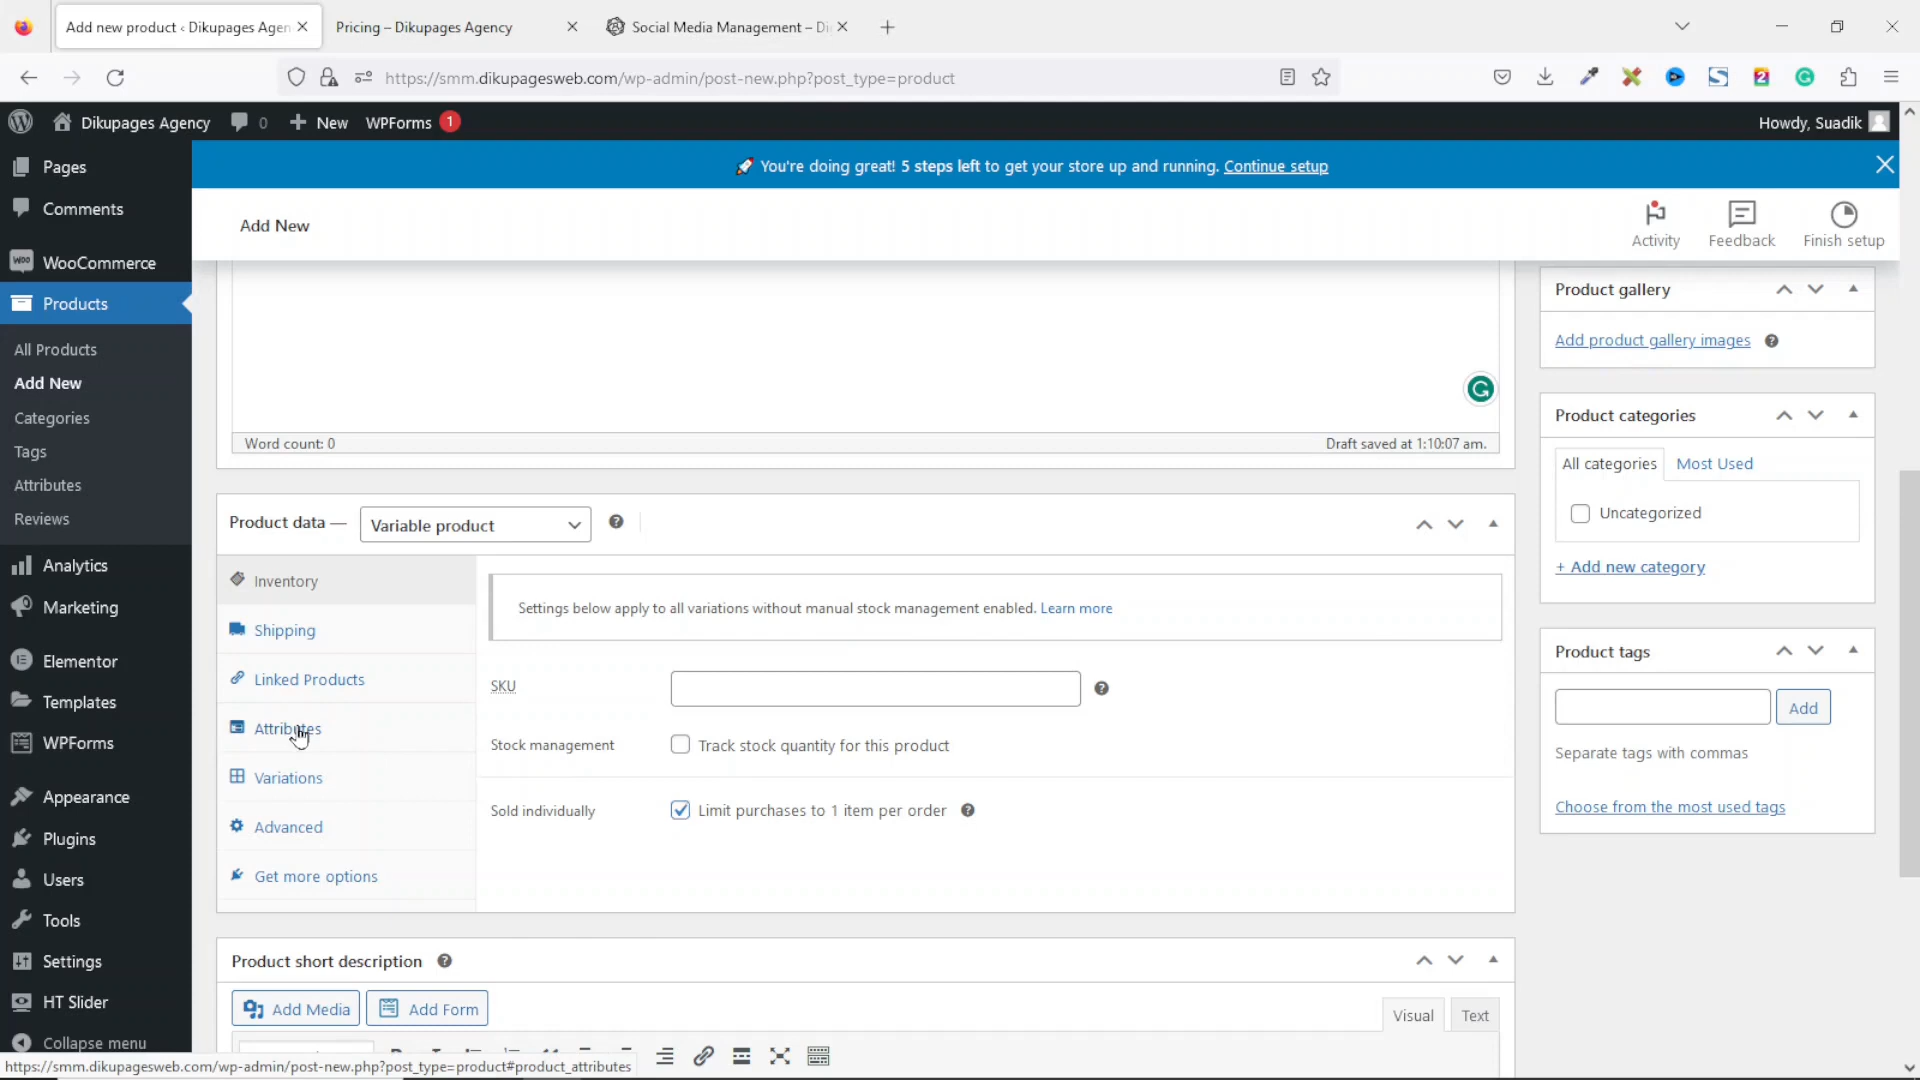 Add new product ‹ Dikupages Agen
Pricing – Dikupages Agency
Social Media Management – Di
https://smm.dikupagesweb.com/wp-admin/post-new.php?post_type=product
Dikupages Agency
0
New
WPForms
1
Howdy, Suadik
🚀 You're doing great! 5 steps left to get your store up and running. Continue setup
Add New
Activity
Feedback
Finish setup
Pages
Comments
WooCommerce
Products
All Products
Add New
Categories
Tags
Attributes
Reviews
Analytics
Marketing
Elementor
Templates
WPForms
Appearance
Plugins
Users
Tools
Settings
HT Slider
Collapse menu
Word count: 0
Draft saved at 1:10:07 am.
Product data —
Variable product
Inventory
Shipping
Linked Products
Attributes
Variations
Advanced
Get more options
Settings below apply to all variations without manual stock management enabled. Learn more
SKU
Stock management
Track stock quantity for this product
Sold individually
Limit purchases to 1 item per order
Product short description
Add Media
Add Form
Visual
Text
Product gallery
Add product gallery images
Product categories
All categories
Most Used
Uncategorized
+ Add new category
Product tags
Add
Separate tags with commas
Choose from the most used tags
https://smm.dikupagesweb.com/wp-admin/post-new.php?post_type=product#product_attributes